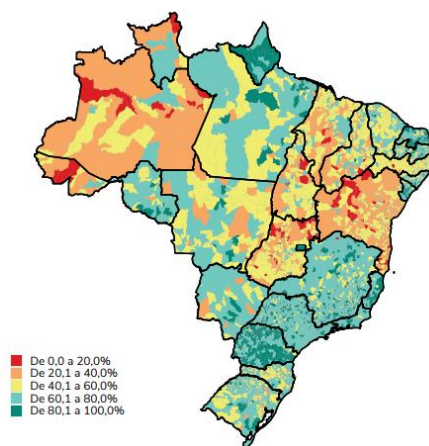 De 0,0 a 20,0%
De 20,1 a 40,0%
De 40,1 a 60,0%
De 60,1 a 80,0%
De 80,1 a 100,0%